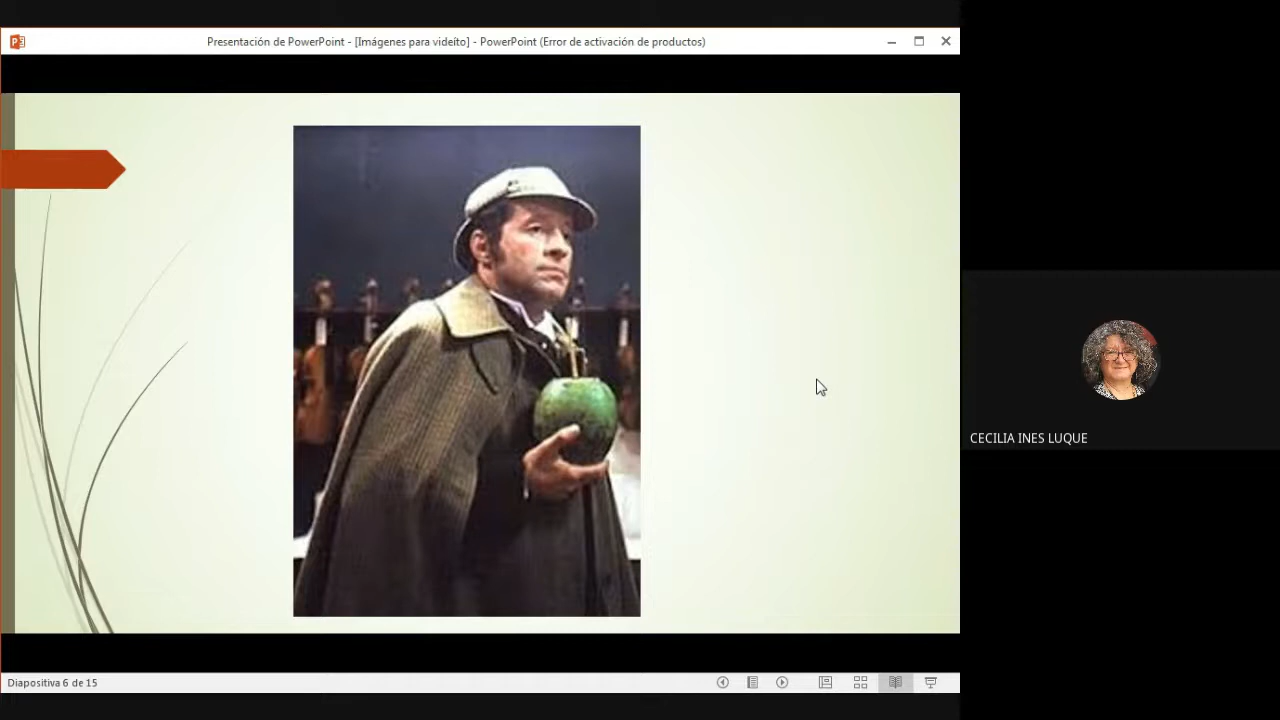 Presentación de PowerPoint - [Imágenes para videíto] - PowerPoint (Error de activación de productos)
CECILIA INES LUQUE
Diapositiva 6 de 15